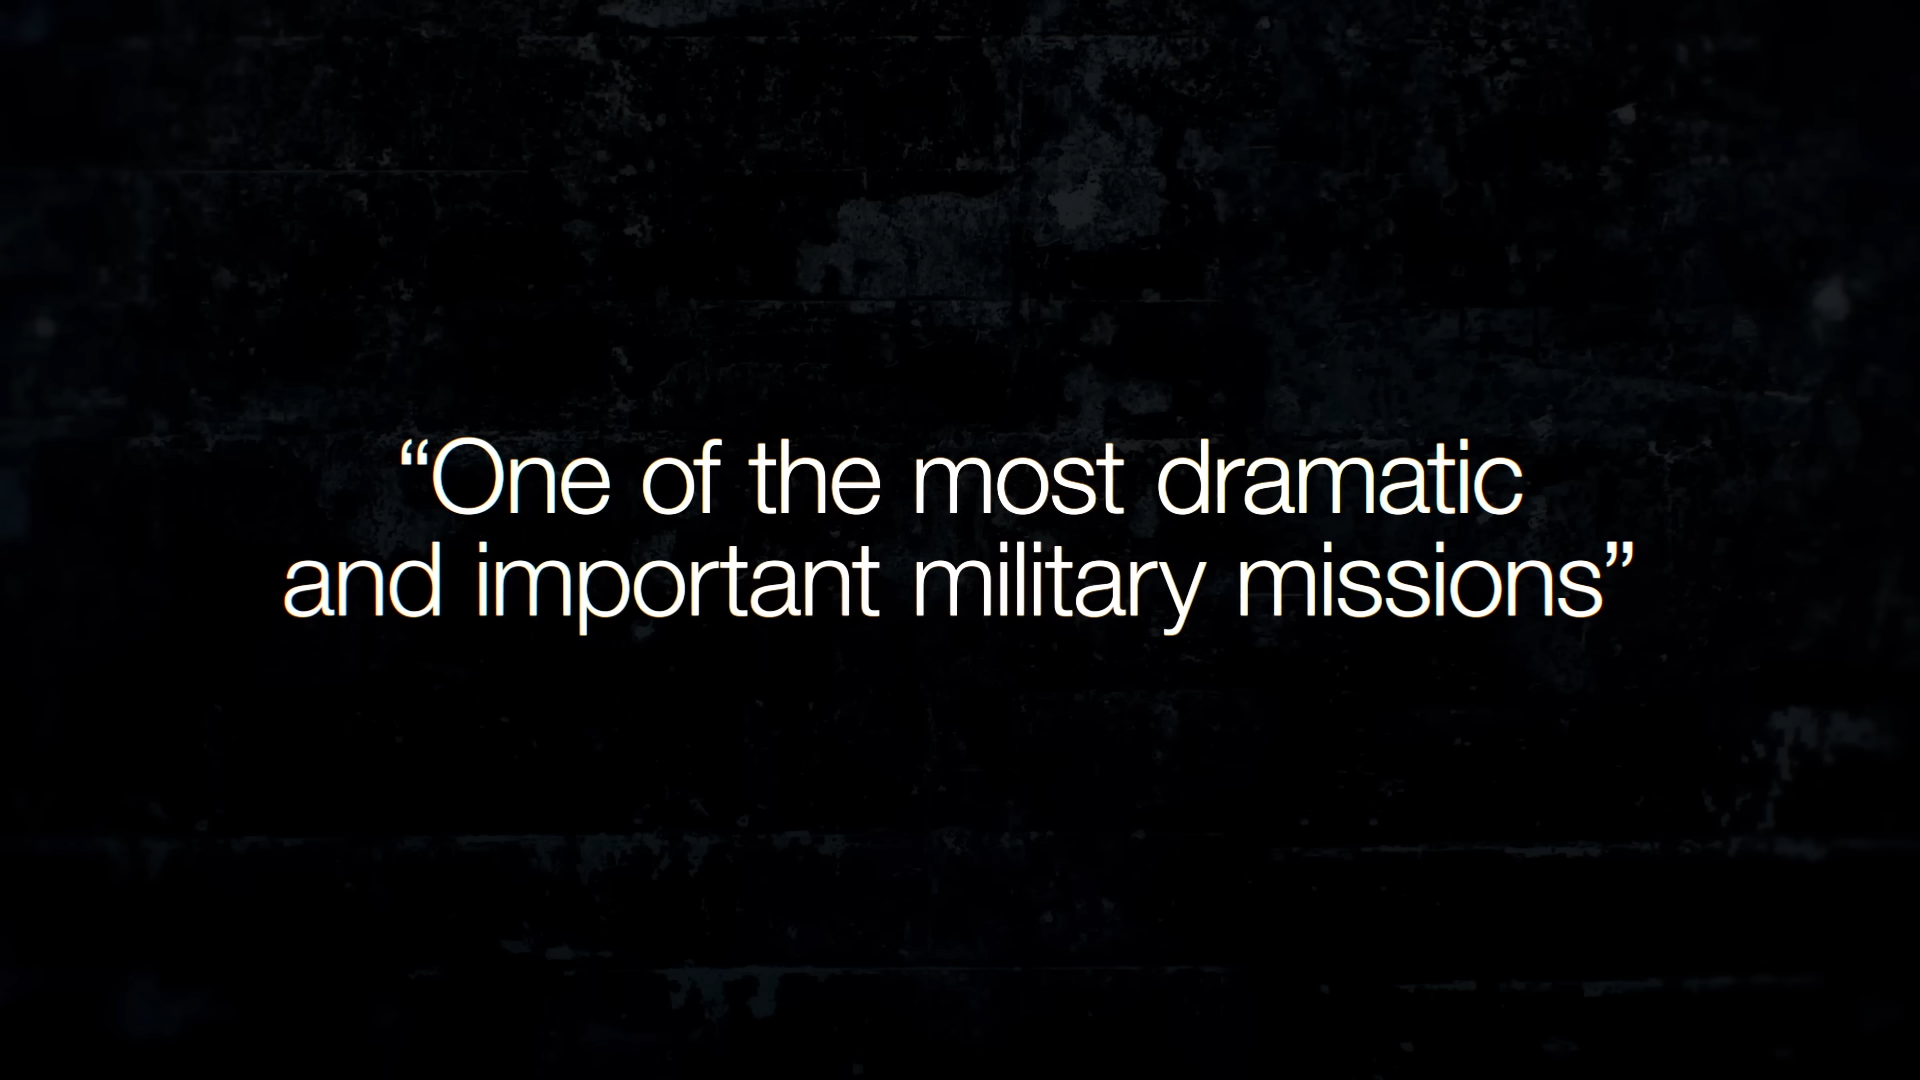 “One of the most dramatic
and important military missions”